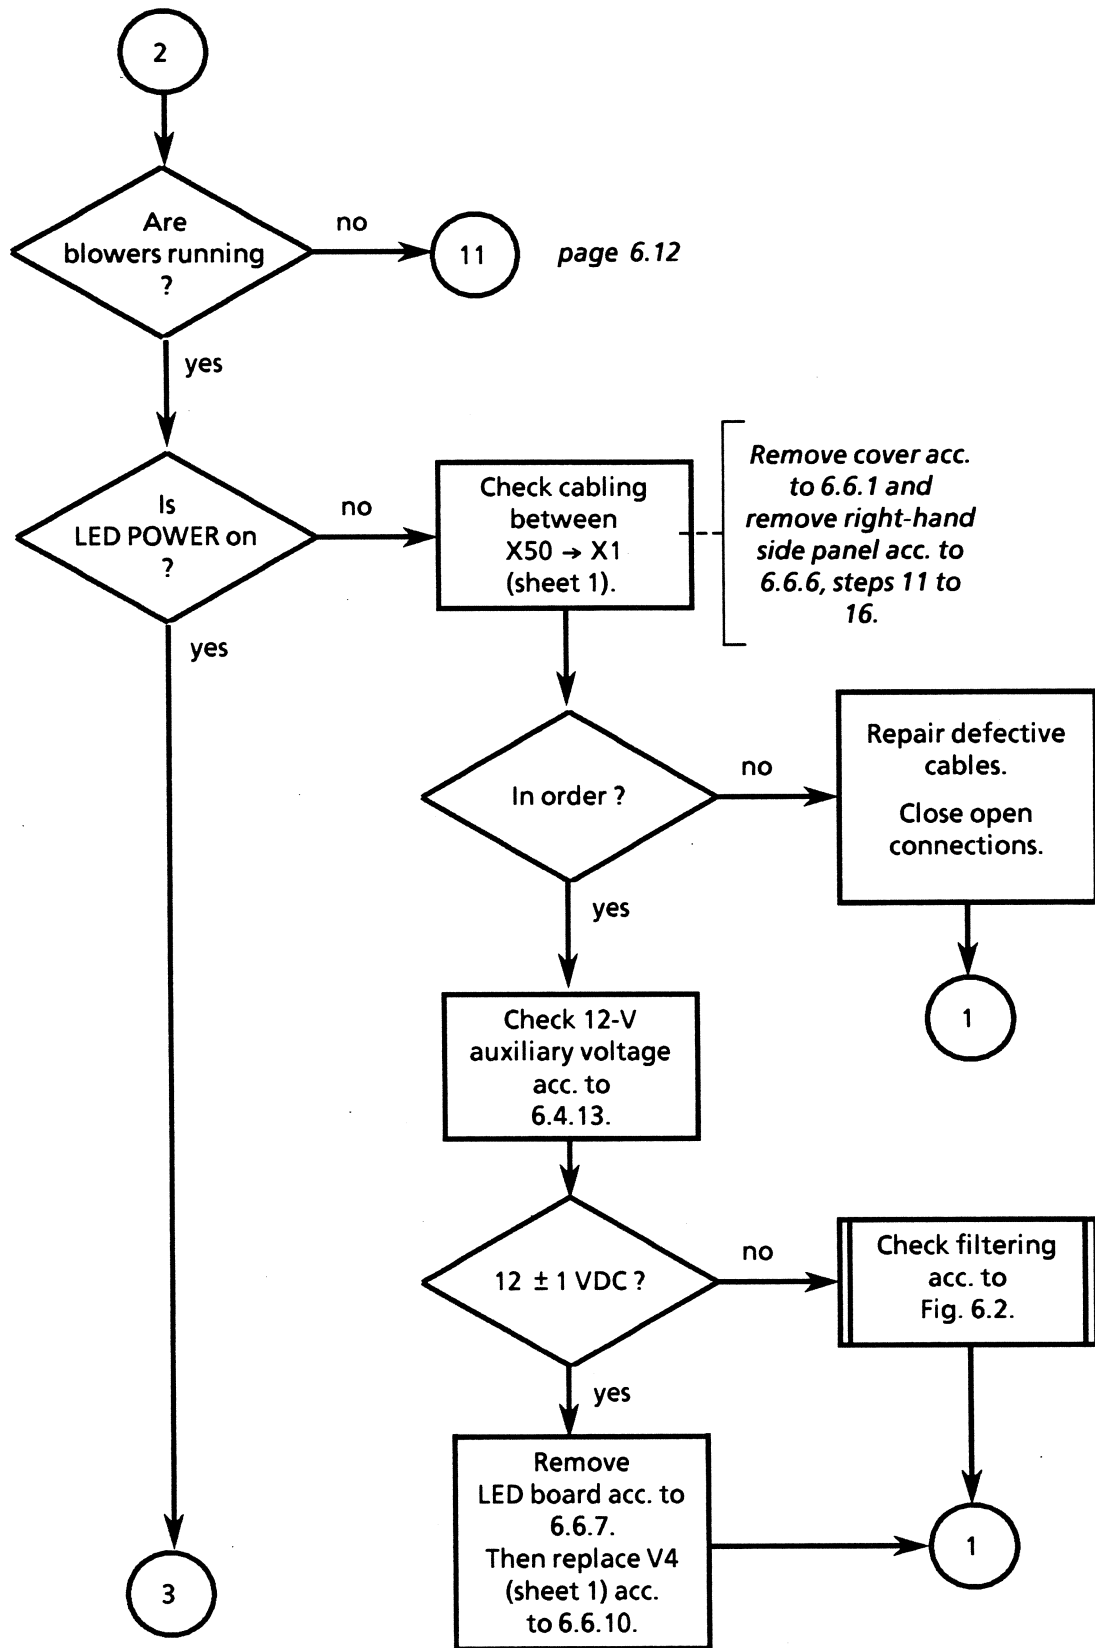 2
Are
blowers running
?
no
11
page 6.12
yes
Is
LED POWER on
?
no
Check cabling
between
X50 → X1
(sheet 1).
Remove cover acc.
to 6.6.1 and
remove right-hand
side panel acc. to
6.6.6, steps 11 to
16.
yes
In order ?
no
Repair defective
cables.
Close open
connections.
yes
1
Check 12-V
auxiliary voltage
acc. to
6.4.13.
12 ± 1 VDC ?
no
Check filtering
acc. to
Fig. 6.2.
yes
Remove
LED board acc. to
6.6.7.
Then replace V4
(sheet 1) acc.
to 6.6.10.
1
3